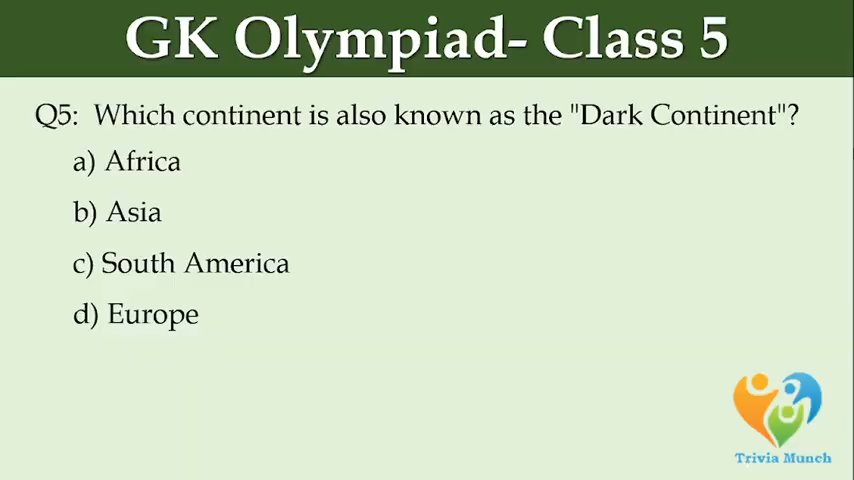 GK Olympiad- Class 5
Q5: Which continent is also known as the "Dark Continent"?
a) Africa
b) Asia
c) South America
d) Europe
Trivia Munch